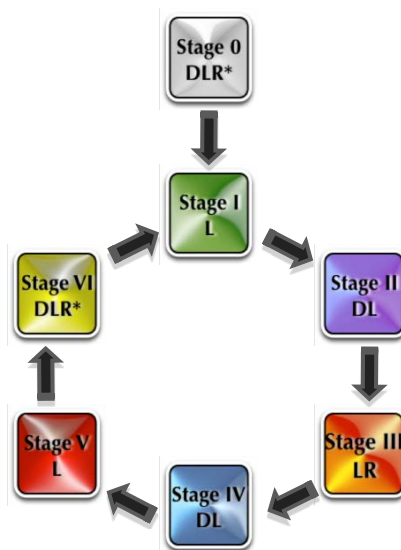 Stage 0
DLR*
Stage I
L
Stage II
DL
Stage III
LR
Stage IV
DL
Stage V
L
Stage VI
DLR*